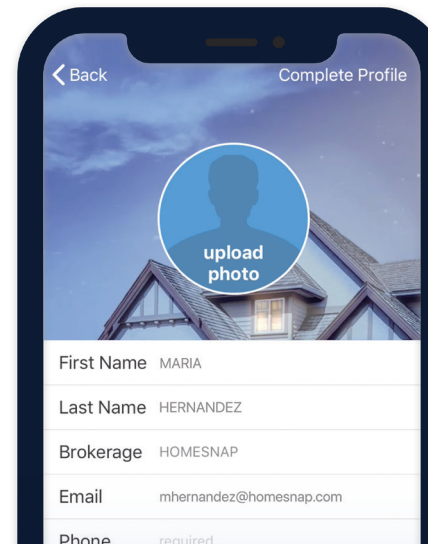 Back Complete Profile
upload
photo
First Name MARIA
Last Name HERNANDEZ
Brokerage HOMESNAP
Email mhernandez@homesnap.com
Phone required